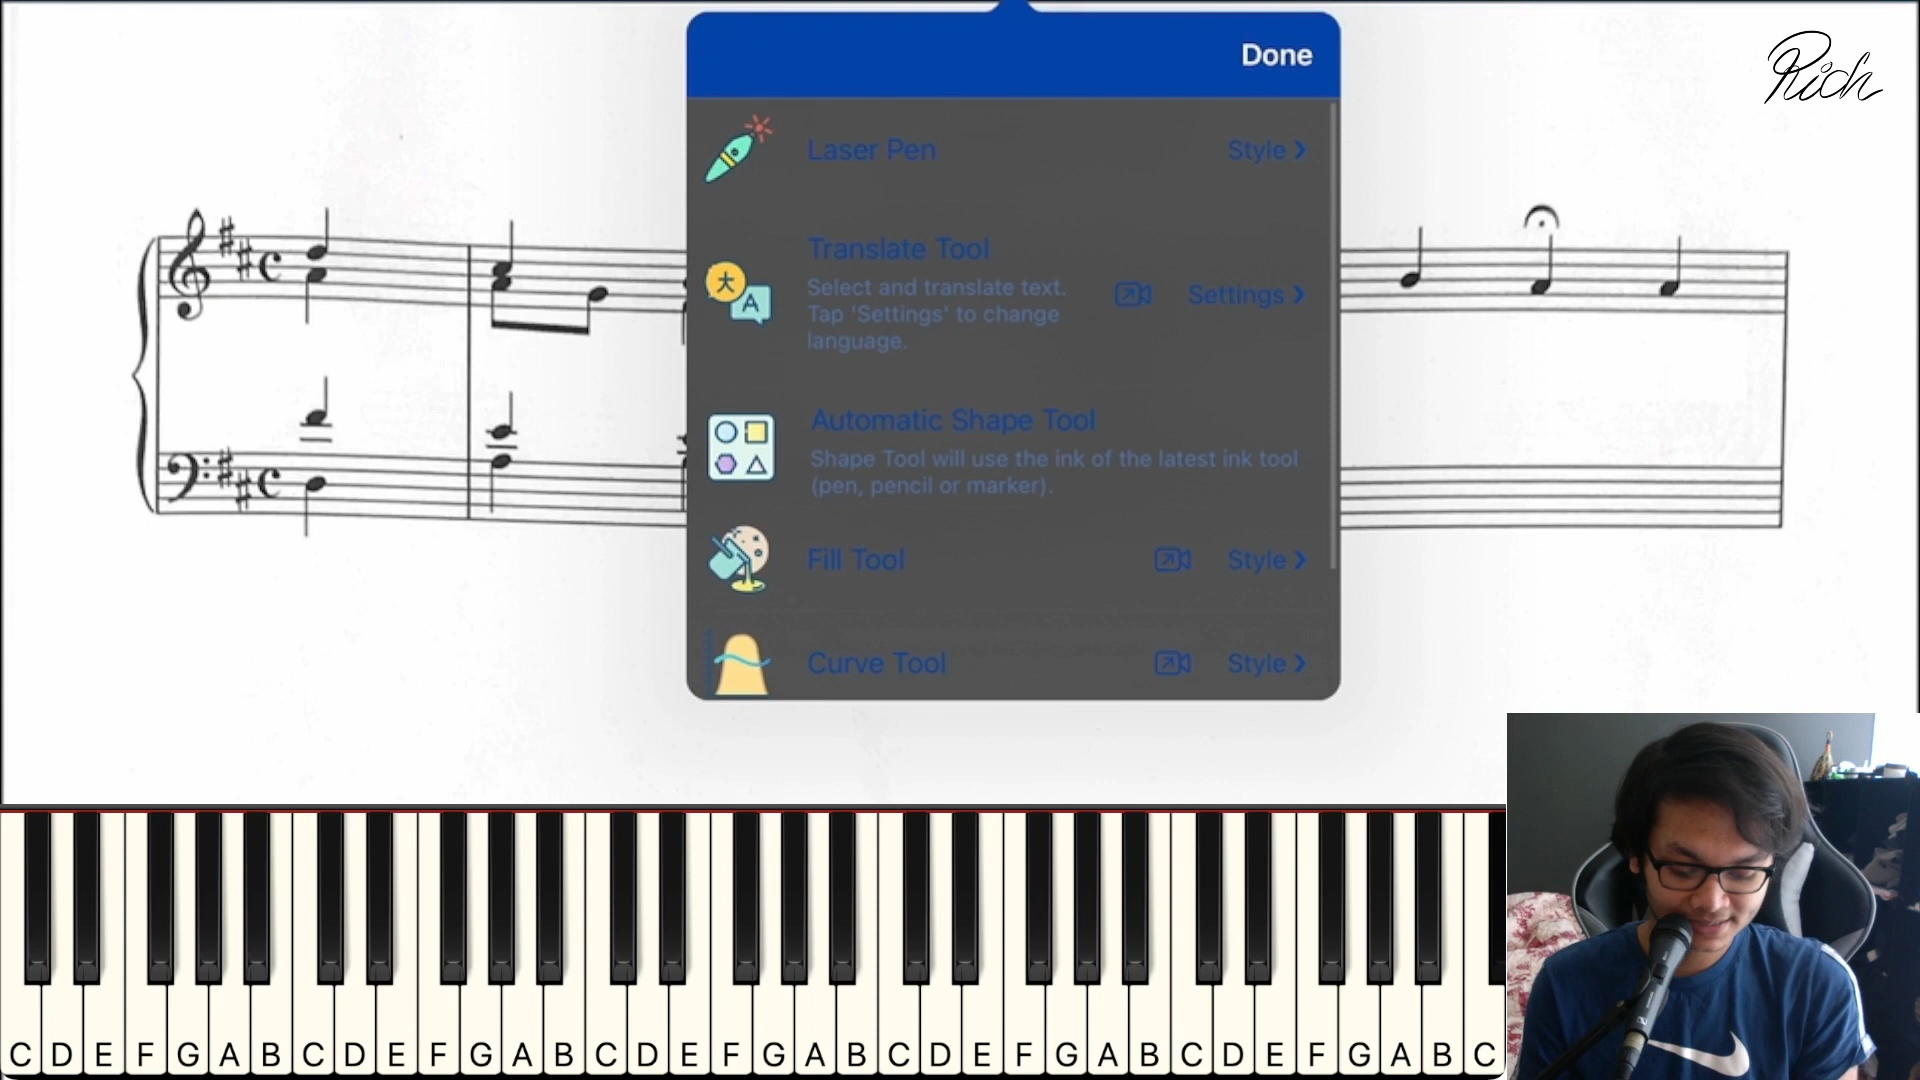 Done
Rich
Laser Pen Style
Translate Tool
Select and translate text.
Tap 'Settings' to change
language.
Settings
大
A
Automatic Shape Tool
Shape Tool will use the ink of the latest ink tool
(pen, pencil or marker).
Fill Tool Style
Curve Tool Style
C D E F G A B C D E F G A B C D E F G A B C D E F G A B C D E F G A B C